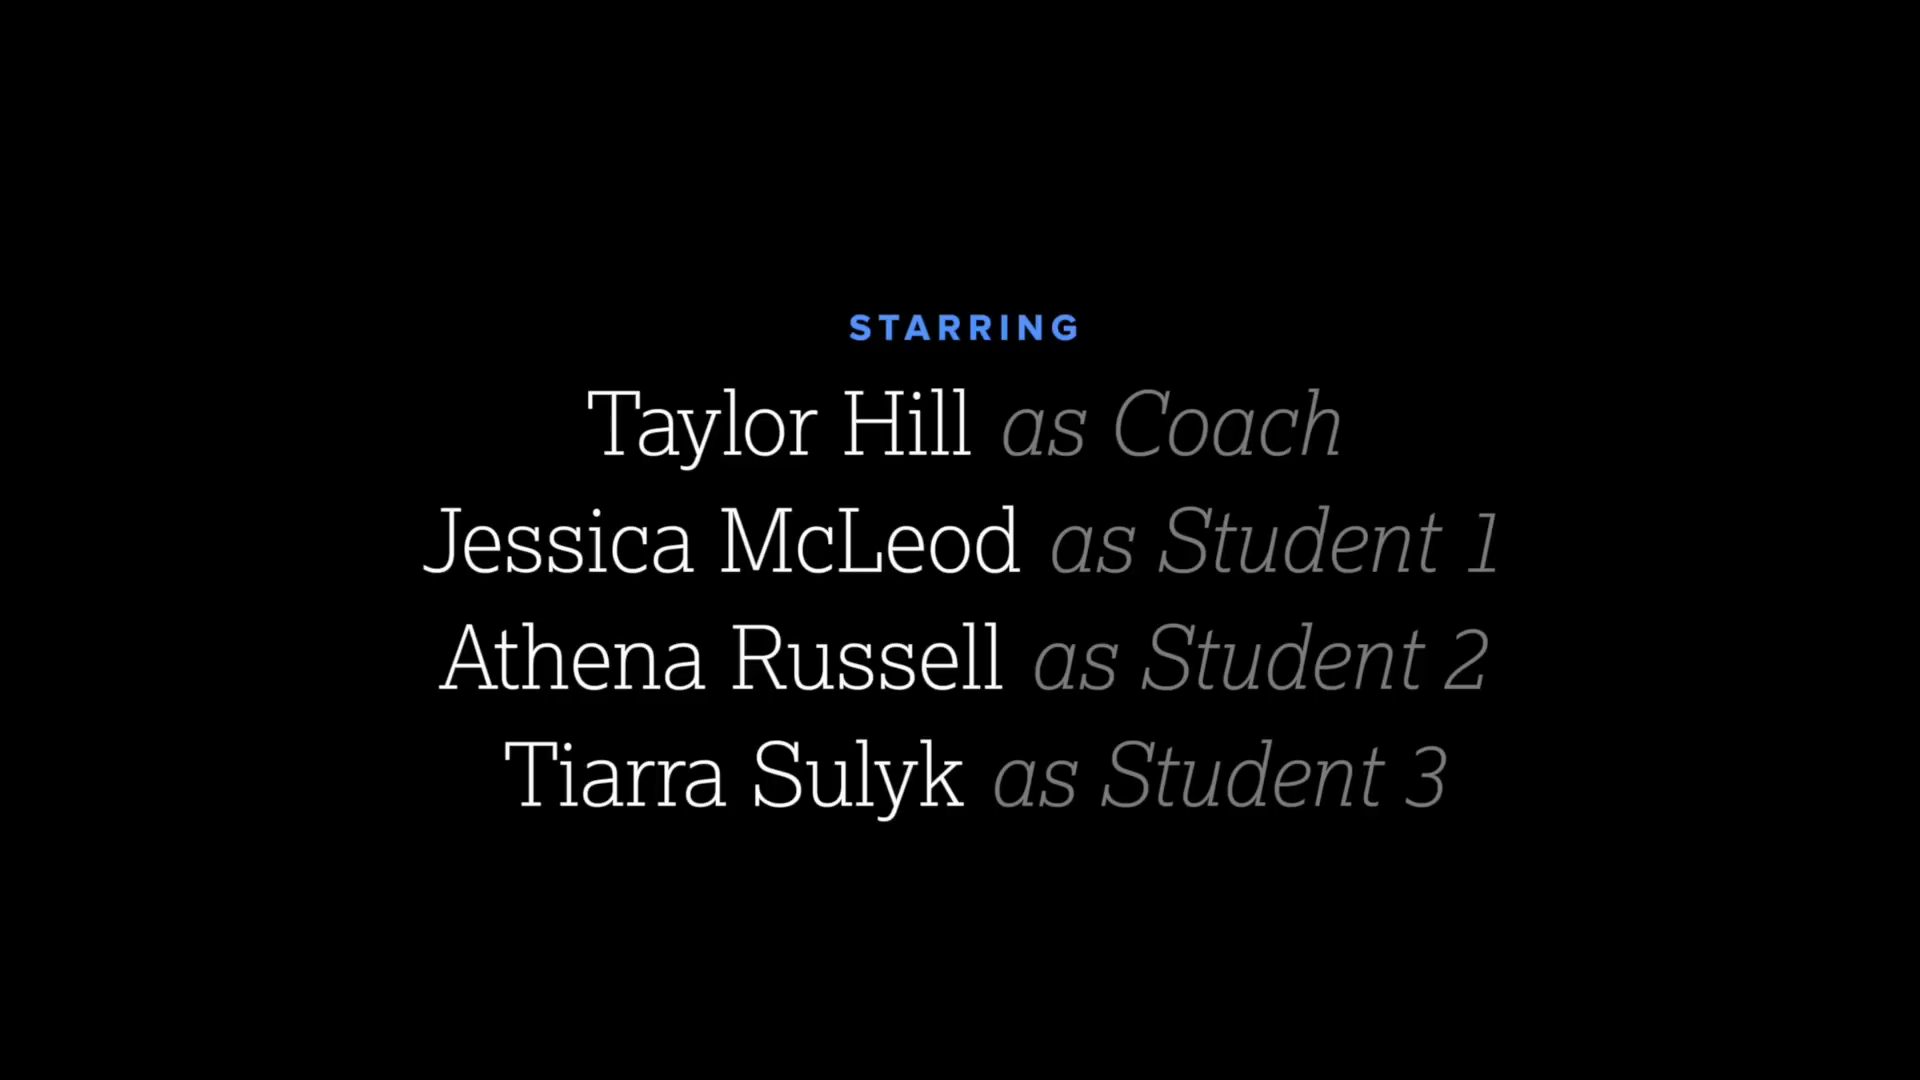 STARRING
Taylor Hill as Coach
Jessica McLeod as Student 1
Athena Russell as Student 2
Tiarra Sulyk as Student 3